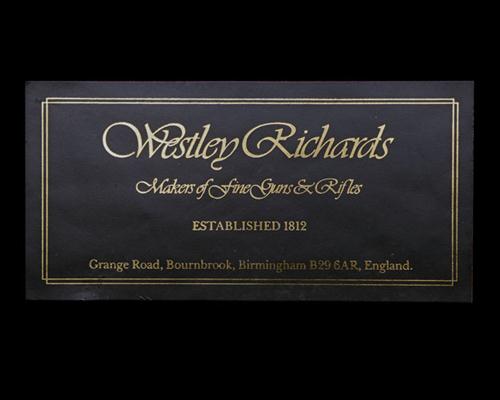 Westley Richards
Makers of Fine Guns & Rifles
ESTABLISHED 1812
Grange Road, Bournbrook, Birmingham B29 6AR, England.